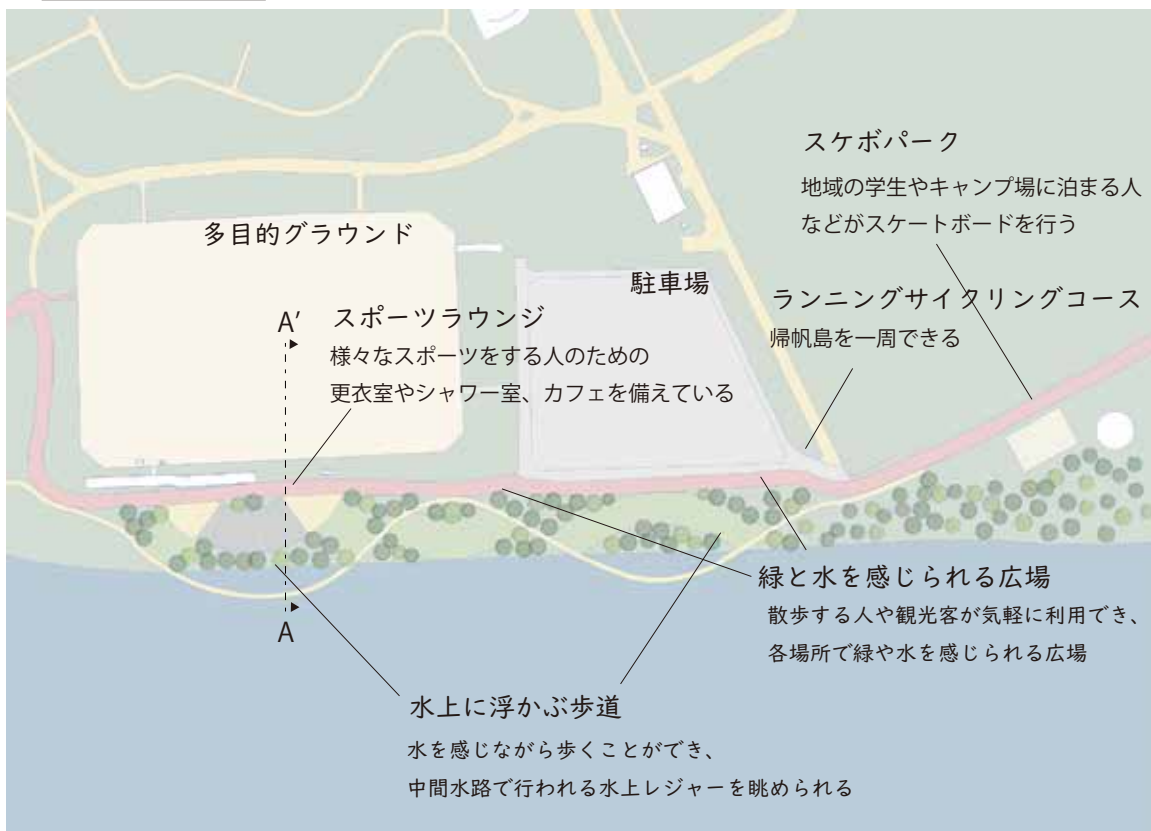 スケボパーク
地域の学生やキャンプ場に泊まる人
などがスケートボードを行う
多目的グラウンド
駐車場
ランニングサイクリングコース
帰帆島を一周できる
A'
スポーツラウンジ
様々なスポーツをする人のための
更衣室やシャワー室、カフェを備えている
緑と水を感じられる広場
散歩する人や観光客が気軽に利用でき、
各場所で緑や水を感じられる広場
A
水上に浮かぶ歩道
水を感じながら歩くことができ、
中間水路で行われる水上レジャーを眺められる